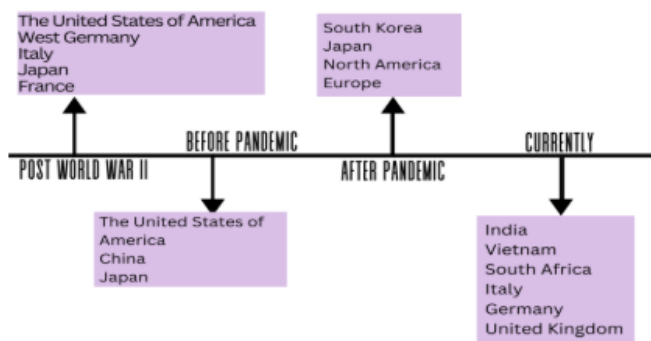 The United States of America
West Germany
Italy
Japan
France
South Korea
Japan
North America
Europe
BEFORE PANDEMIC
CURRENTLY
POST WORLD WAR II
AFTER PANDEMIC
The United States of
America
China
Japan
India
Vietnam
South Africa
Italy
Germany
United Kingdom